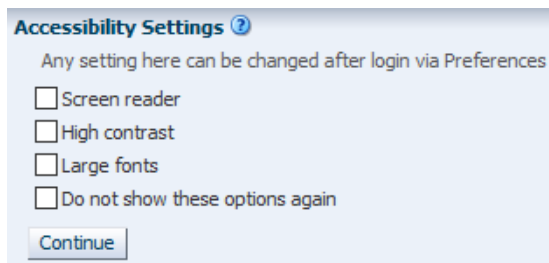 Accessibility Settings ?
Any setting here can be changed after login via Preferences
Screen reader
High contrast
Large fonts
Do not show these options again
Continue